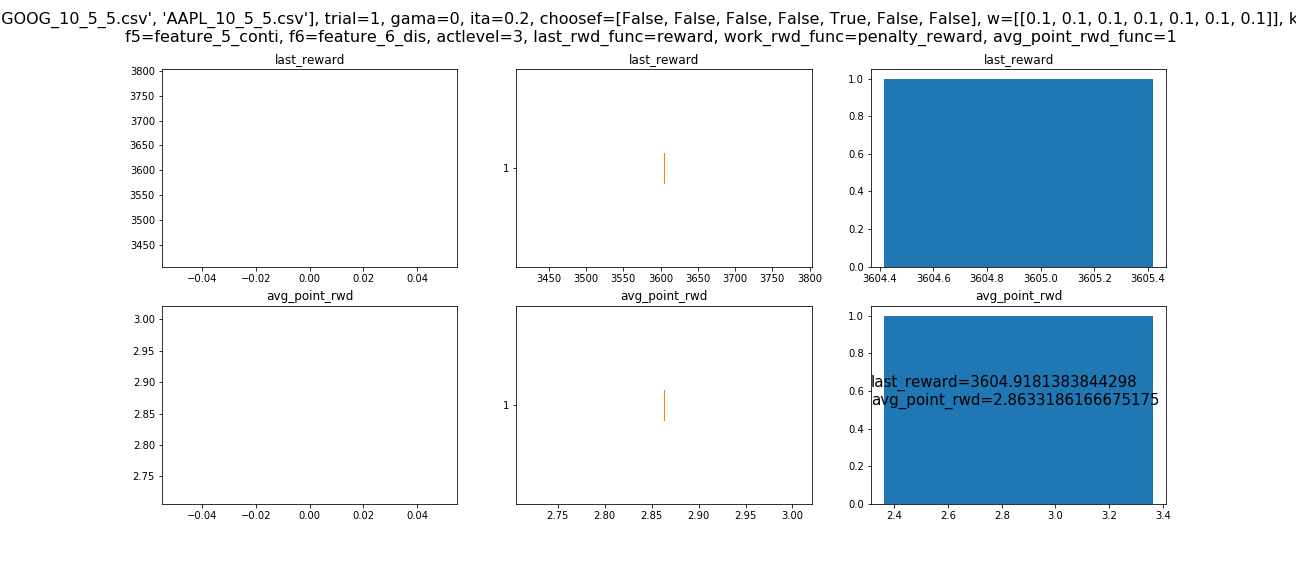 GOOG_10_5_5.csv', 'AAPL_10_5_5.csv'], trial=1, gama=0, ita=0.2, choosef=[False, False, False, False, True, False, False], w=[[0.1, 0.1, 0.1, 0.1, 0.1, 0.1, 0.1]], k
f5=feature_5_conti, f6=feature_6_dis, actlevel=3, last_rwd_func=reward, work_rwd_func=penalty_reward, avg_point_rwd_func=1
last_reward
3800
3750
3700
3650
3600
3550
3500
3450
−0.04 −0.02 0.00 0.02 0.04
last_reward
1
3450 3500 3550 3600 3650 3700 3750 3800
last_reward
1.0
0.8
0.6
0.4
0.2
0.0
3604.4 3604.6 3604.8 3605.0 3605.2 3605.4
avg_point_rwd
3.00
2.95
2.90
2.85
2.80
2.75
−0.04 −0.02 0.00 0.02 0.04
avg_point_rwd
1
2.75 2.80 2.85 2.90 2.95 3.00
avg_point_rwd
1.0
0.8
0.6
0.4
0.2
0.0
last_reward=3604.9181383844298
avg_point_rwd=2.8633186166675175
2.4 2.6 2.8 3.0 3.2 3.4